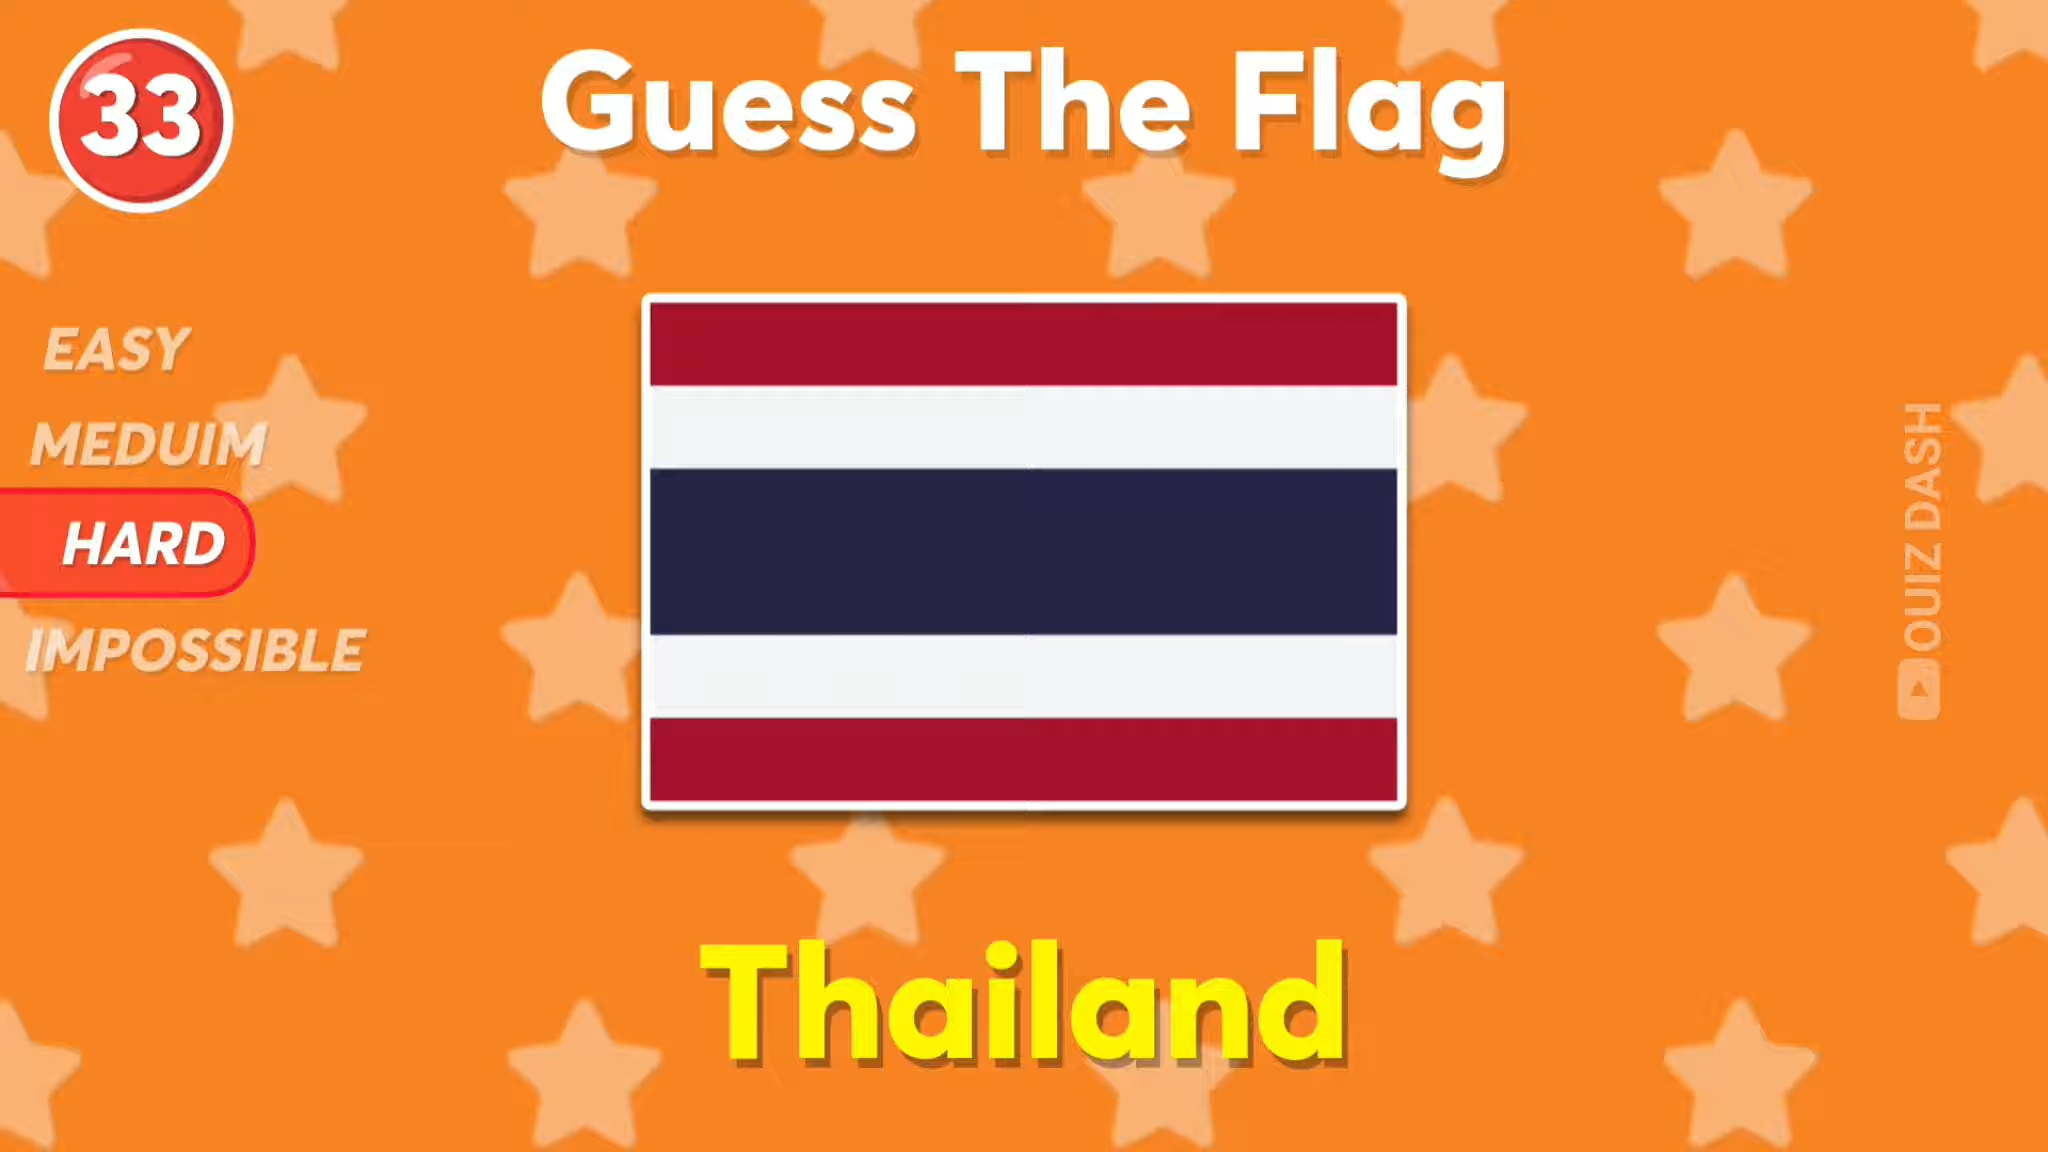 33
Guess The Flag
EASY
MEDUIM
HARD
IMPOSSIBLE
QUIZ DASH
Thailand